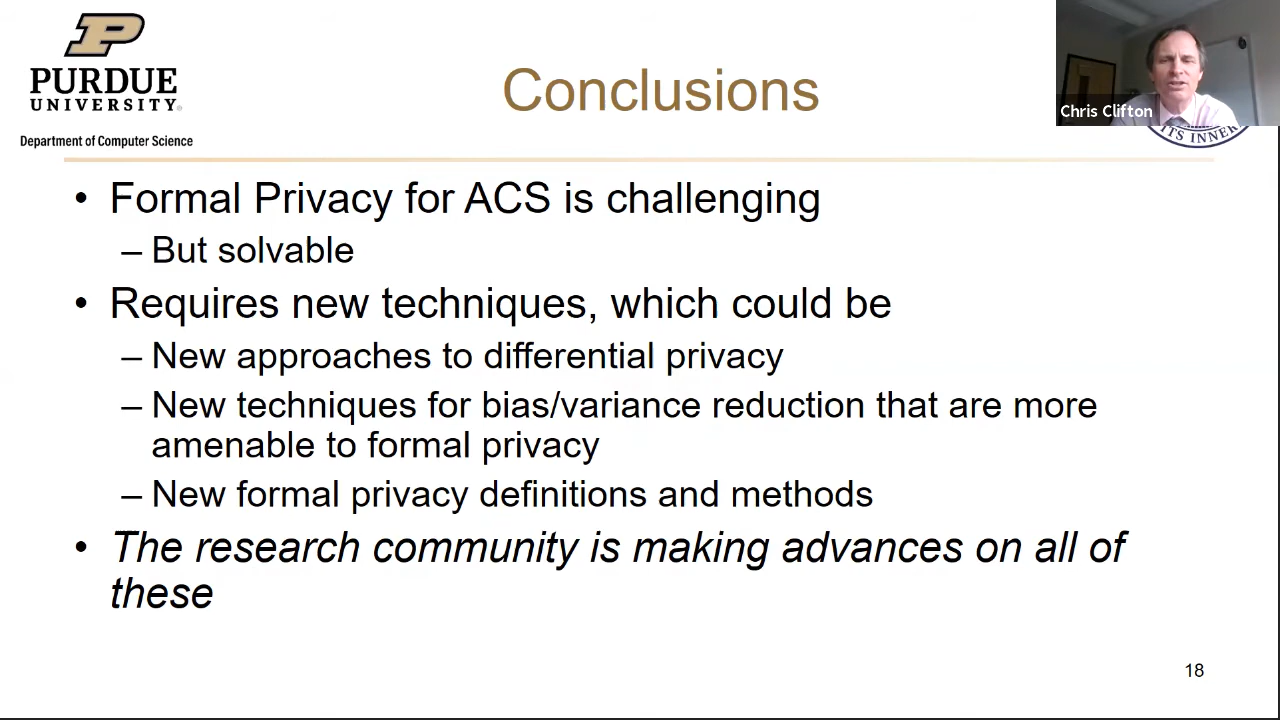 PURDUE
UNIVERSITY®
Department of Computer Science
Conclusions
Chris Clifton
ITS INNER
• Formal Privacy for ACS is challenging
– But solvable
• Requires new techniques, which could be
– New approaches to differential privacy
– New techniques for bias/variance reduction that are more
amenable to formal privacy
– New formal privacy definitions and methods
• The research community is making advances on all of
these
18